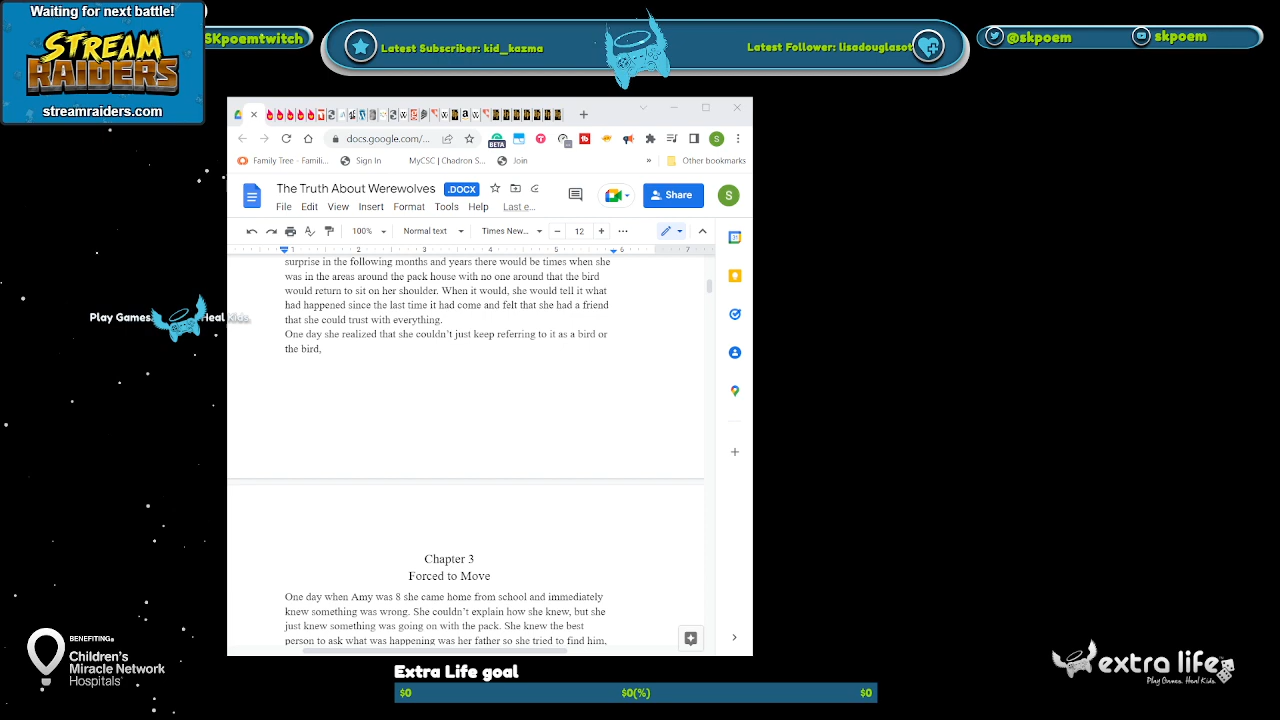 Waiting for next battle!
STREAM
RAIDERS
streamraiders.com
SKpoemtwitch
Latest Subscriber: kid_kazma
Latest Follower: lisadouglasot
@skpoem
skpoem
docs.google.com/...
BETA
S
Family Tree - Famili...
Sign In
MyCSC | Chadron S...
Join
»
Other bookmarks
The Truth About Werewolves
.DOCX
Share
S
File Edit View Insert Format Tools Help Last e...
100% Normal text Times New... − 12 + ...
1 2 3 4 5 6 7
surprise in the following months and years there would be times when she
was in the areas around the pack house with no one around that the bird
would return to sit on her shoulder. When it would, she would tell it what
had happened since the last time it had come and felt that she had a friend
that she could trust with everything.
One day she realized that she couldn't just keep referring to it as a bird or
the bird,
Chapter 3
Forced to Move
One day when Amy was 8 she came home from school and immediately
knew something was wrong. She couldn't explain how she knew, but she
just knew something was going on with the pack. She knew the best
person to ask what was happening was her father so she tried to find him,
Play Games. Heal Kids.
BENEFITING:
Children's
Miracle Network
Hospitals
Extra Life goal
$0 $0(%) $0
extra life
Play Games. Heal Kids.